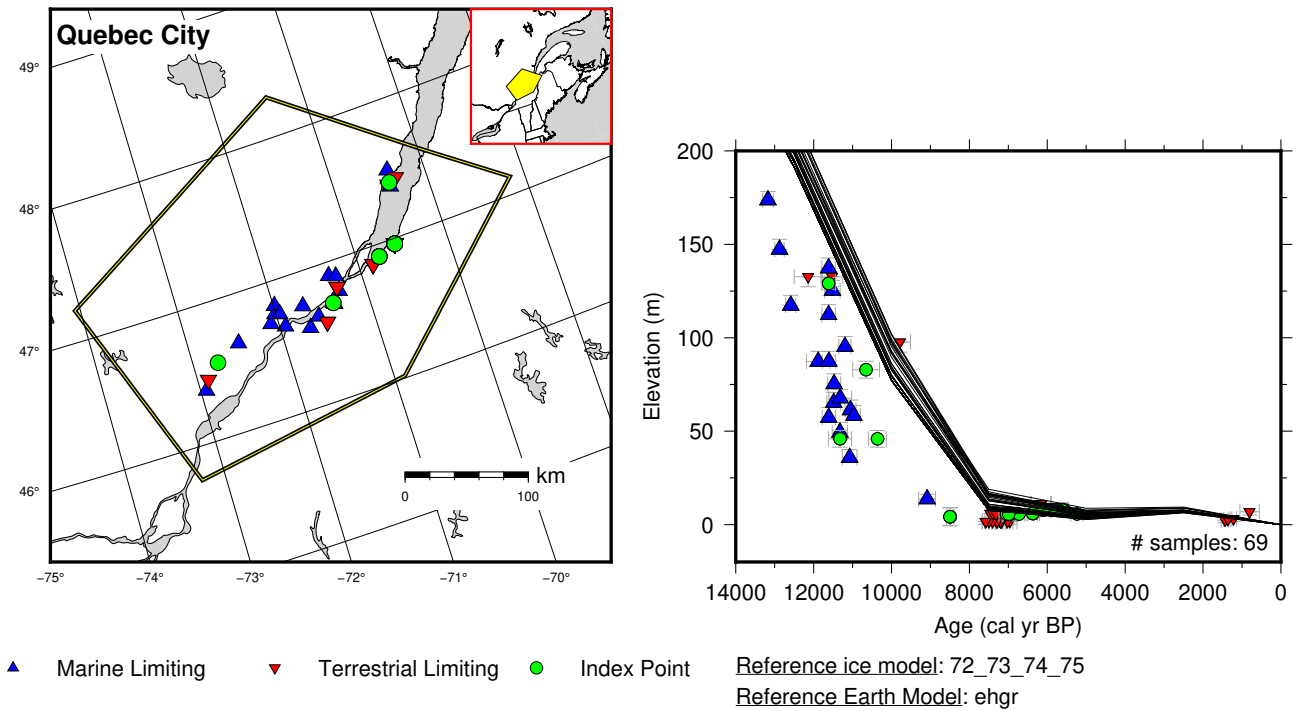 Quebec City
49°
48°
47°
46°
−75° −74° −73° −72° −71° −70°
km
0 100
200
150
100
50
0
Elevation (m)
# samples: 69
14000 12000 10000 8000 6000 4000 2000 0
Age (cal yr BP)
Marine Limiting Terrestrial Limiting Index Point
Reference ice model: 72_73_74_75
Reference Earth Model: ehgr